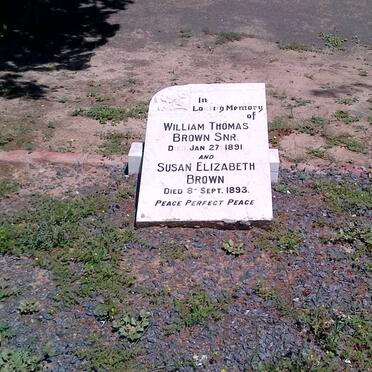 In
Loving Memory
of
William Thomas
Brown Snr.
Jan 27 1891.
and
Susan Elizabeth
Brown
Died 8th Sept. 1893.
Peace Perfect Peace